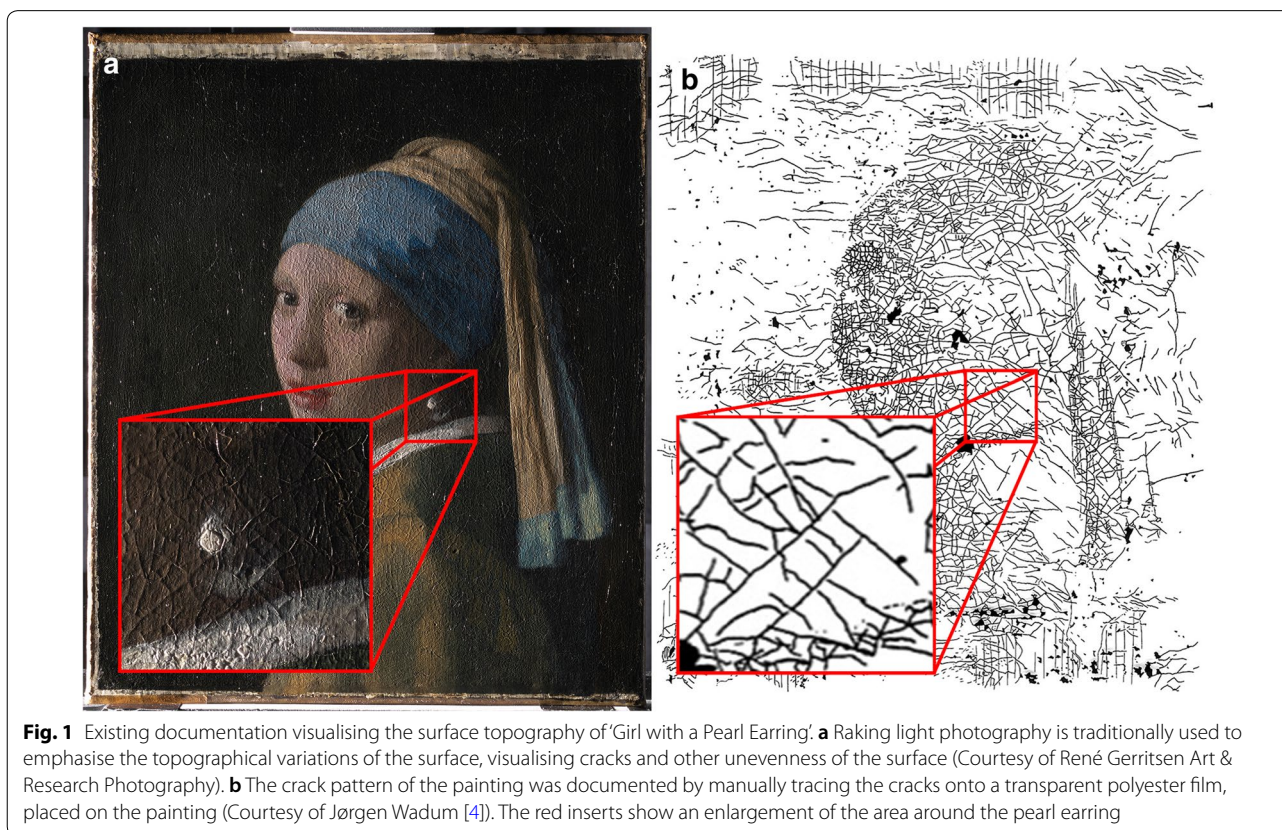 a
b
Fig. 1 Existing documentation visualising the surface topography of ‘Girl with a Pearl Earring’. a Raking light photography is traditionally used to
emphasise the topographical variations of the surface, visualising cracks and other unevenness of the surface (Courtesy of René Gerritsen Art &
Research Photography). b The crack pattern of the painting was documented by manually tracing the cracks onto a transparent polyester film,
placed on the painting (Courtesy of Jørgen Wadum [4]). The red inserts show an enlargement of the area around the pearl earring